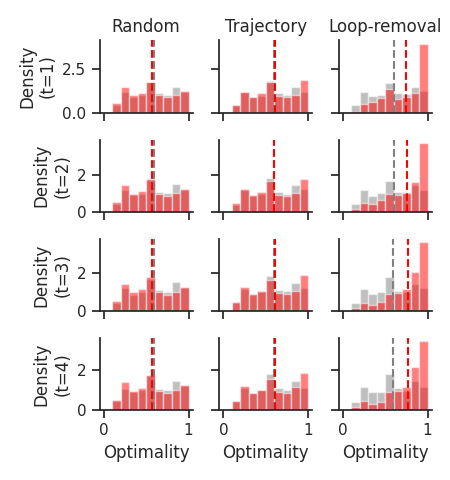 Random Trajectory Loop-removal
Density
(t=1)
2.5
0.0
Density
(t=2)
2
0
Density
(t=3)
2
0
Density
(t=4)
2
0
0 1 0 1 0 1
Optimality Optimality Optimality